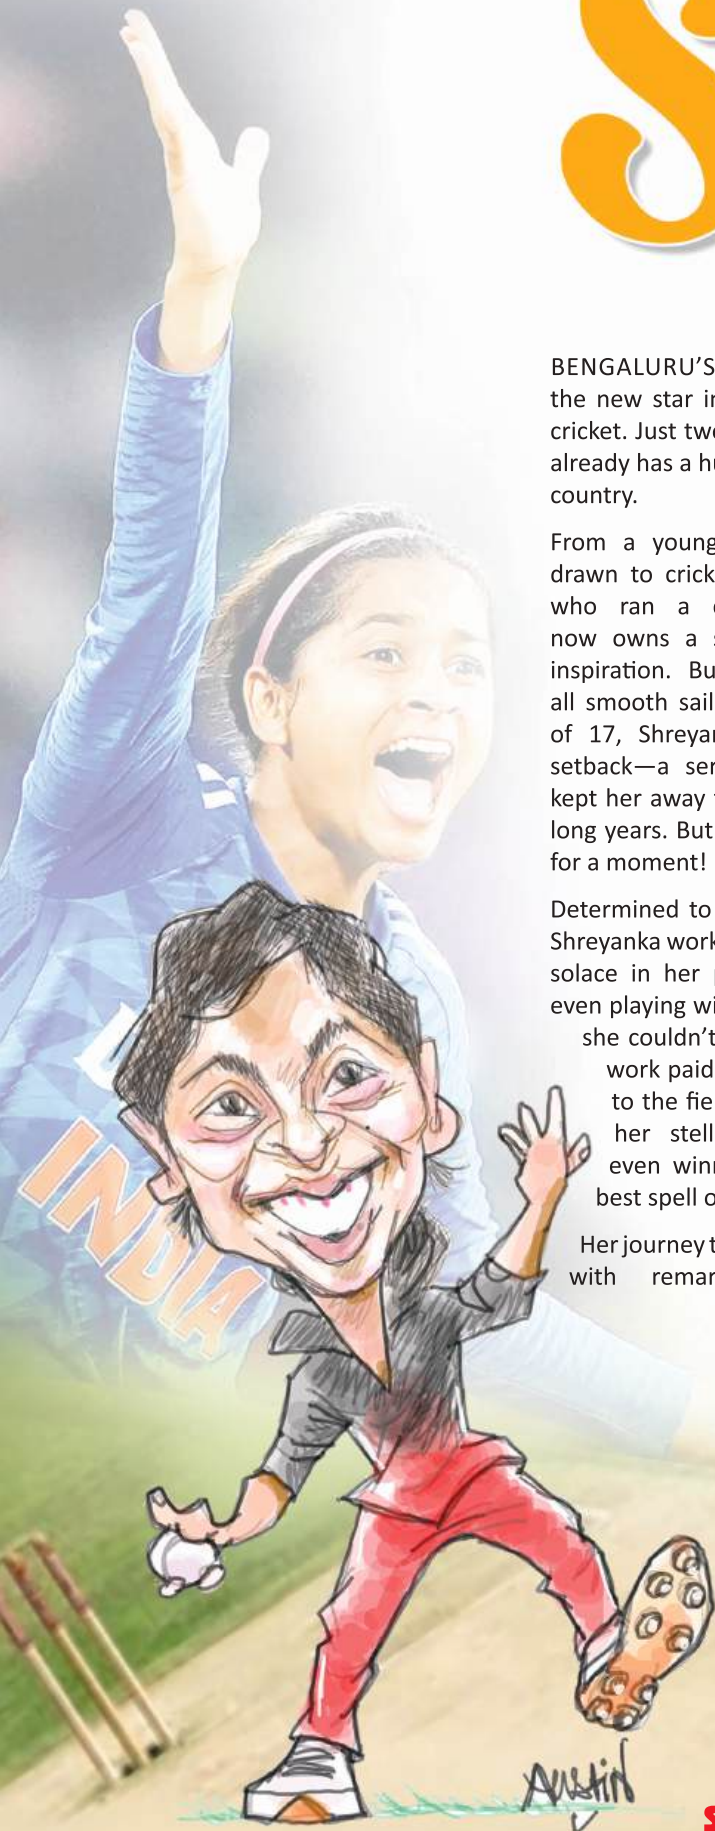 S
BENGALURU'S
the new star in
cricket. Just tw
already has a hu
country.
From a young
drawn to crick
who ran a
now owns a s
inspiration. Bu
all smooth sail
of 17, Shreyan
setback—a ser
kept her away
long years. But
for a moment!
Determined to
Shreyanka work
solace in her
even playing wi
she couldn't
work paid
to the fie
her stell
even winn
best spell o
Her journey t
with remar
INDIA
Austin
S